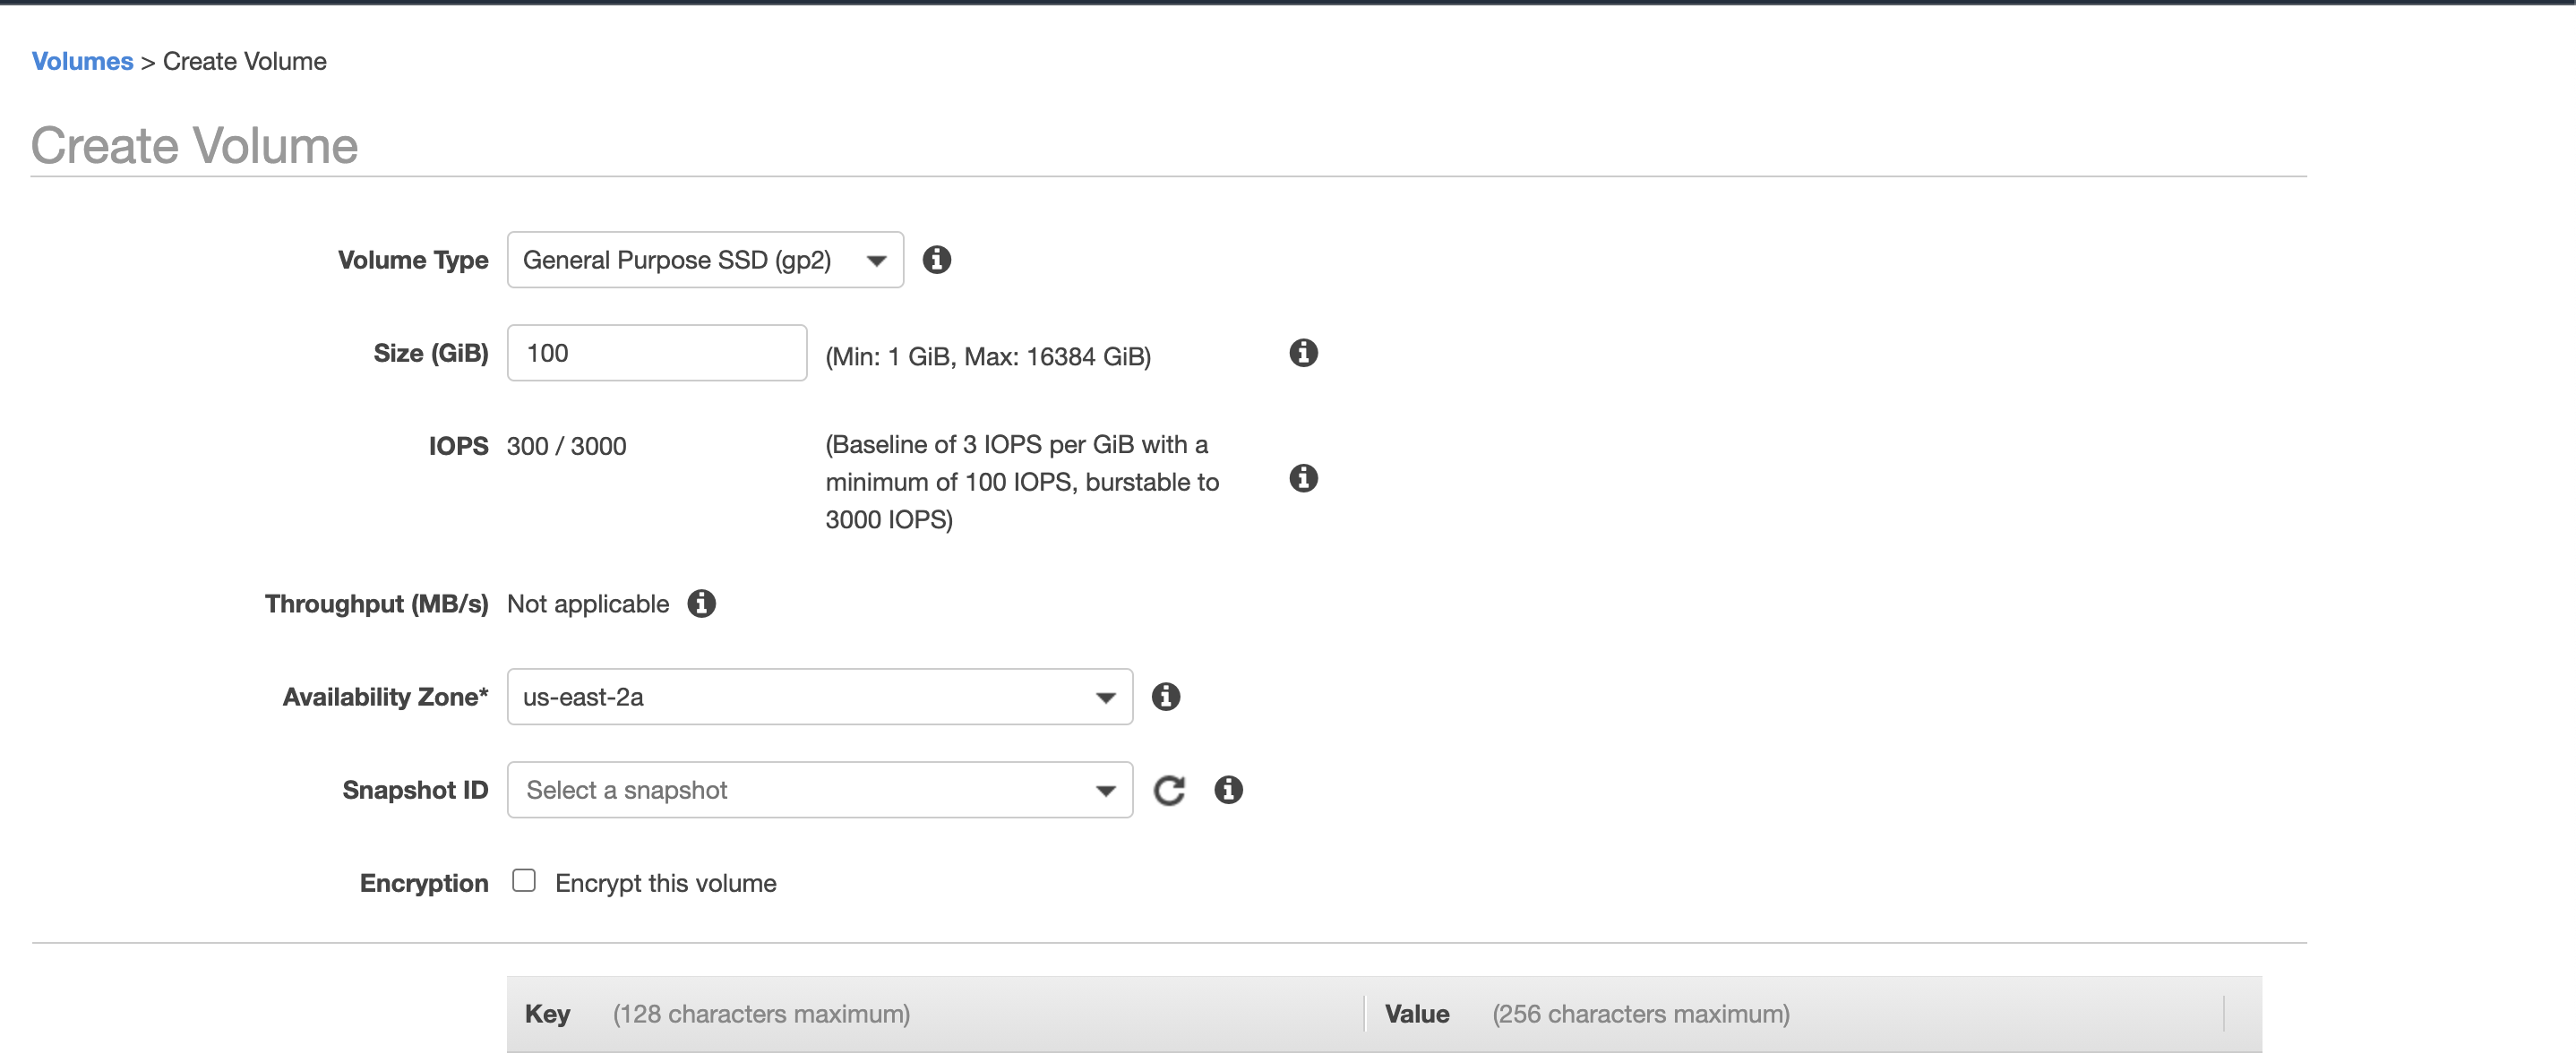 Volumes > Create Volume
Create Volume
Volume Type General Purpose SSD (gp2)
Size (GiB) 100 (Min: 1 GiB, Max: 16384 GiB)
IOPS 300 / 3000 (Baseline of 3 IOPS per GiB with a
minimum of 100 IOPS, burstable to
3000 IOPS)
Throughput (MB/s) Not applicable
Availability Zone* us-east-2a
Snapshot ID Select a snapshot
Encryption Encrypt this volume
Key (128 characters maximum) Value (256 characters maximum)